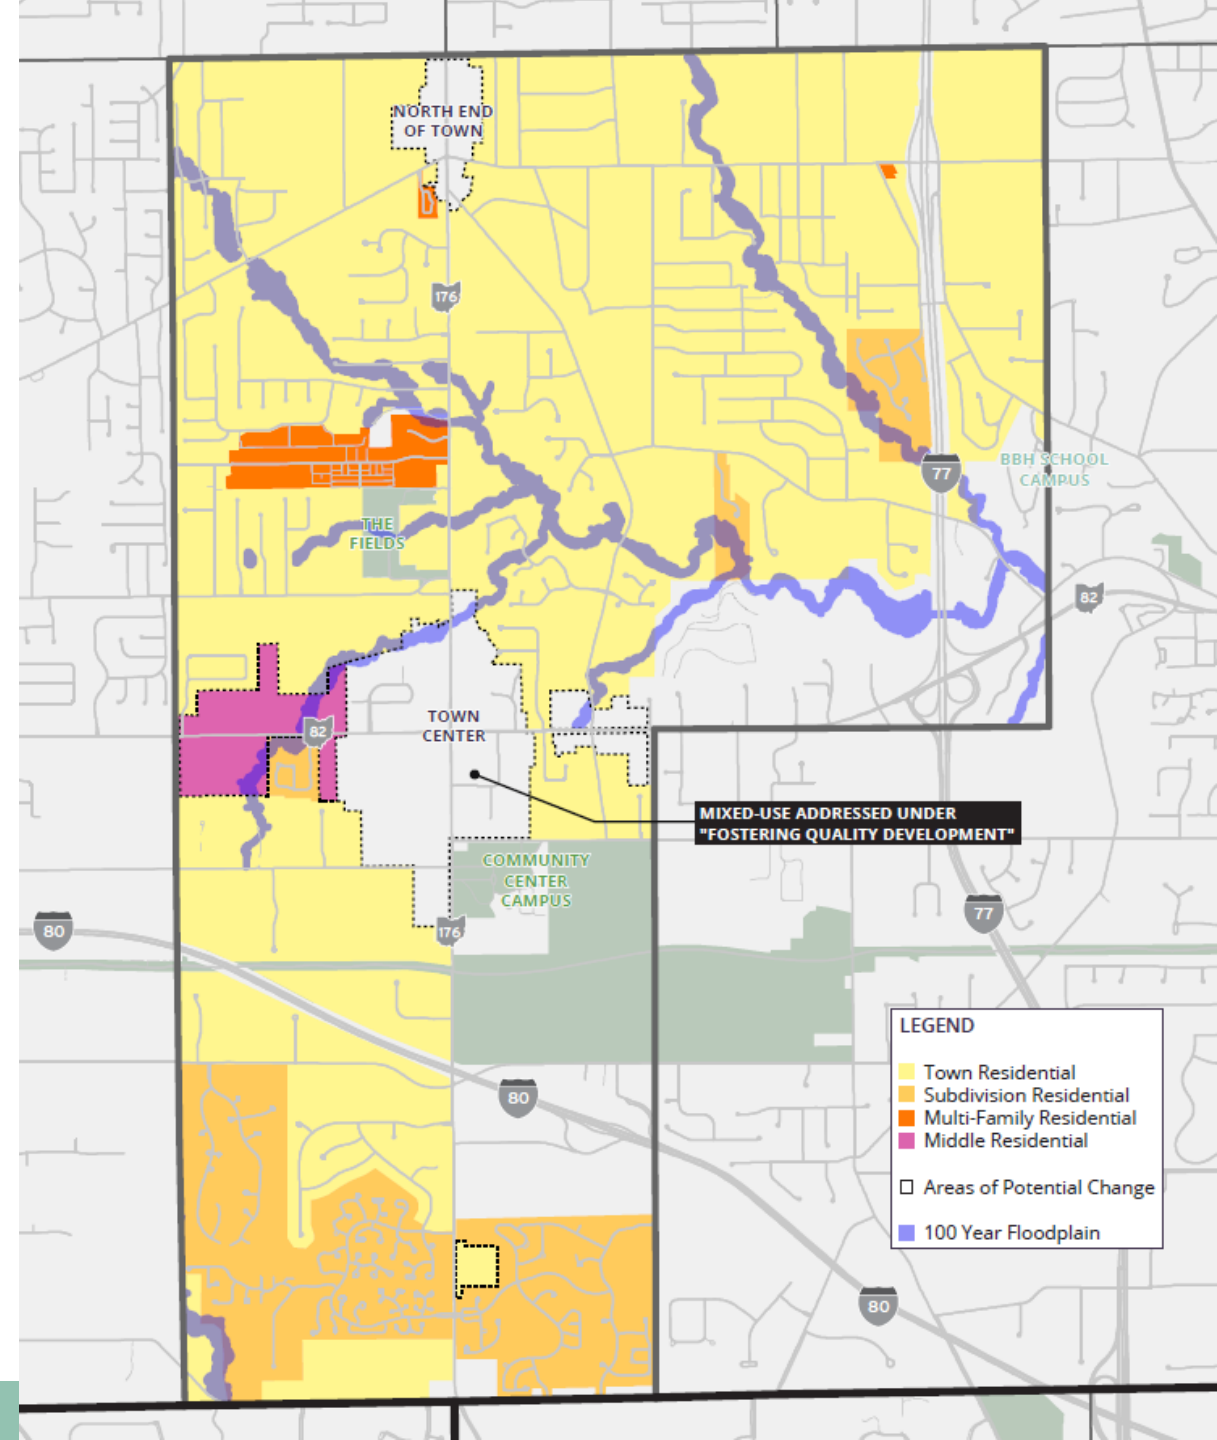 NORTH END
OF TOWN
176
BBH SCHOOL
CAMPUS
77
THE
FIELDS
82
82
TOWN
CENTER
MIXED-USE ADDRESSED UNDER
"FOSTERING QUALITY DEVELOPMENT"
COMMUNITY
CENTER
CAMPUS
77
80
176
LEGEND
Town Residential
Subdivision Residential
Multi-Family Residential
Middle Residential
Areas of Potential Change
100 Year Floodplain
80
80